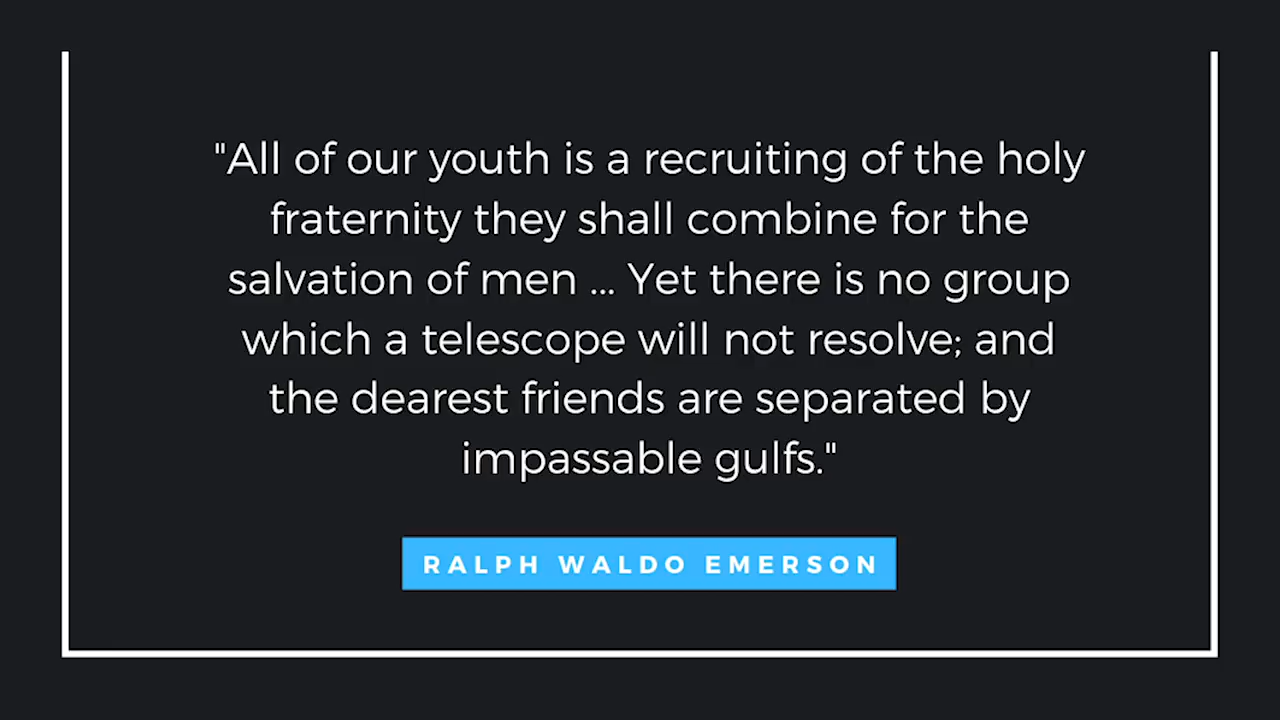 "All of our youth is a recruiting of the holy
fraternity they shall combine for the
salvation of men ... Yet there is no group
which a telescope will not resolve; and
the dearest friends are separated by
impassable gulfs."
RALPH WALDO EMERSON